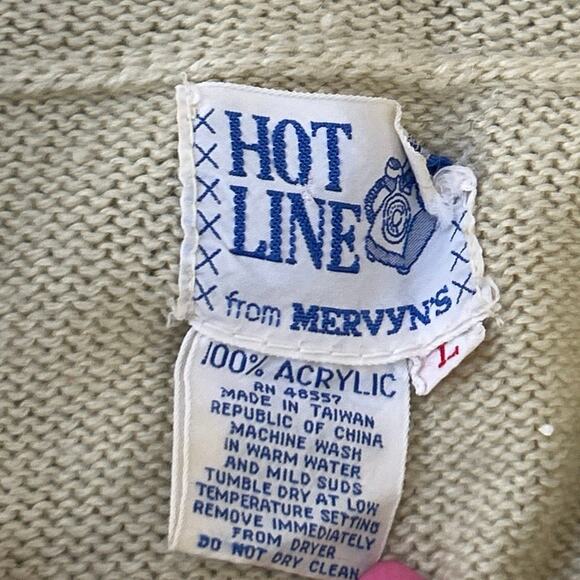 HOT
LINE
from MERVYN'S
L
100% ACRYLIC
RN 46557
MADE IN TAIWAN
REPUBLIC OF CHINA
MACHINE WASH
IN WARM WATER
AND MILD SUDS
TUMBLE DRY AT LOW
TEMPERATURE SETTING
REMOVE IMMEDIATELY
FROM DRYER
DO NOT DRY CLEAN